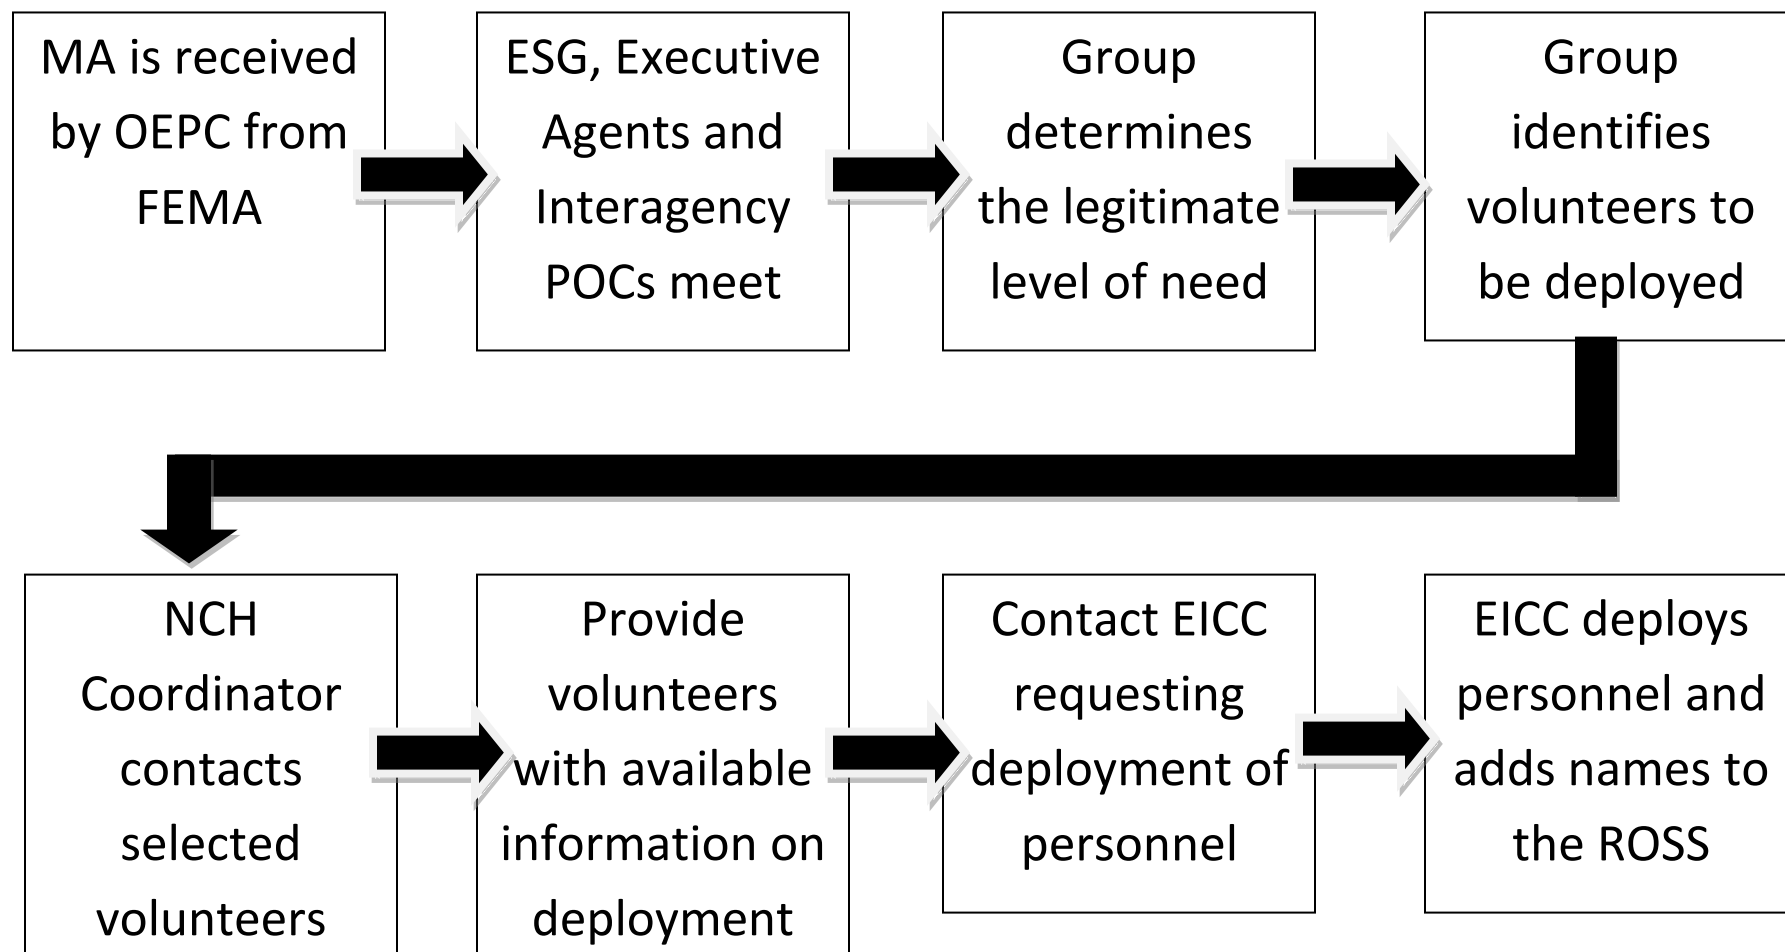 MA is received
by OEPC from
FEMA
ESG, Executive
Agents and
Interagency
POCs meet
Group
determines
the legitimate
level of need
Group
identifies
volunteers to
be deployed
NCH
Coordinator
contacts
selected
volunteers
Provide
volunteers
with available
information on
deployment
Contact EICC
requesting
deployment of
personnel
EICC deploys
personnel and
adds names to
the ROSS